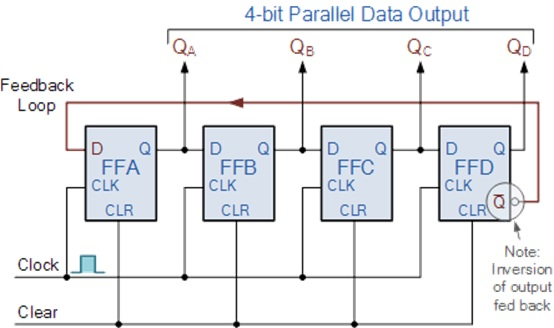 4-bit Parallel Data Output
QA QB QC QD
Feedback
Loop
D Q D Q D Q D Q
FFA FFB FFC FFD
CLK CLK CLK CLK
CLR CLR CLR CLR Q̅
Clock
Clear
Note:
Inversion
of output
fed back